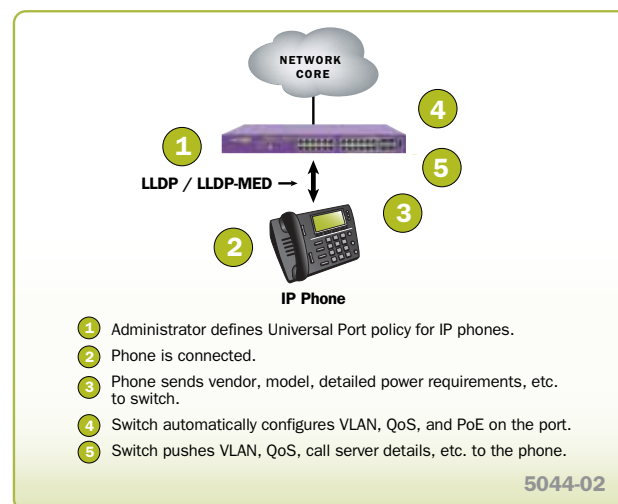 NETWORK
CORE
4
1
5
LLDP / LLDP-MED
3
2
IP Phone
1 Administrator defines Universal Port policy for IP phones.
2 Phone is connected.
3 Phone sends vendor, model, detailed power requirements, etc.
to switch.
4 Switch automatically configures VLAN, QoS, and PoE on the port.
5 Switch pushes VLAN, QoS, call server details, etc. to the phone.
5044-02